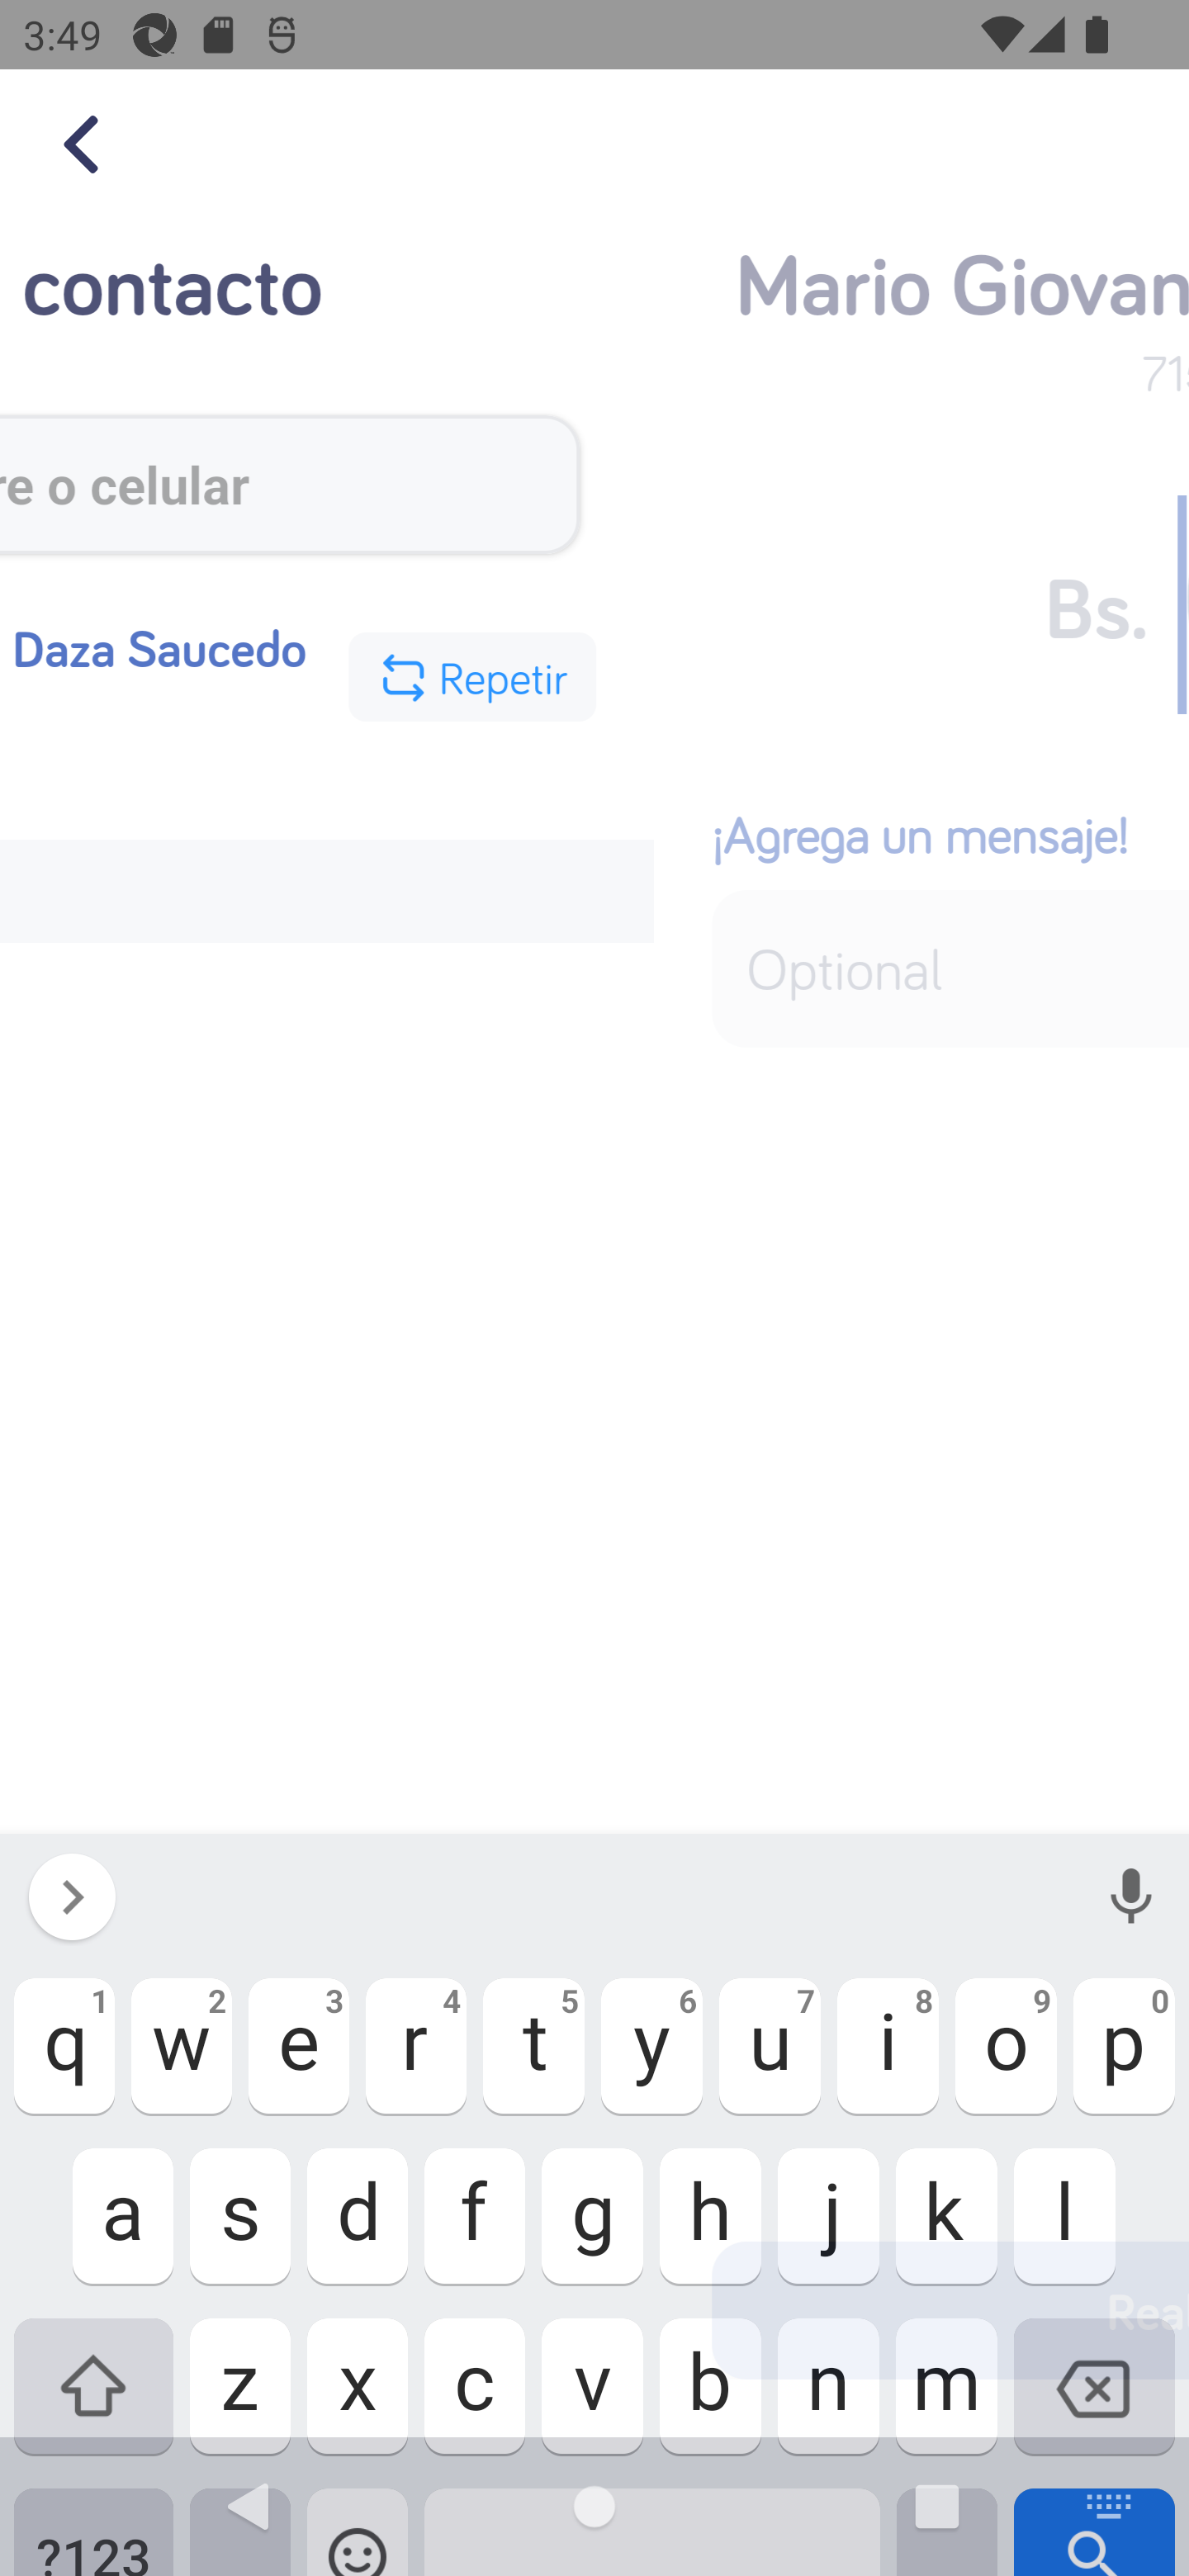 3:49
contacto
Mario Giovan
71
re o celular
Bs.
Daza Saucedo
Repetir
¡Agrega un mensaje!
Optional
q 1 w 2 e 3 r 4 t 5 y 6 u 7 i 8 o 9 p 0
a s d f g h j k l
Rea
z x c v b n m
?123